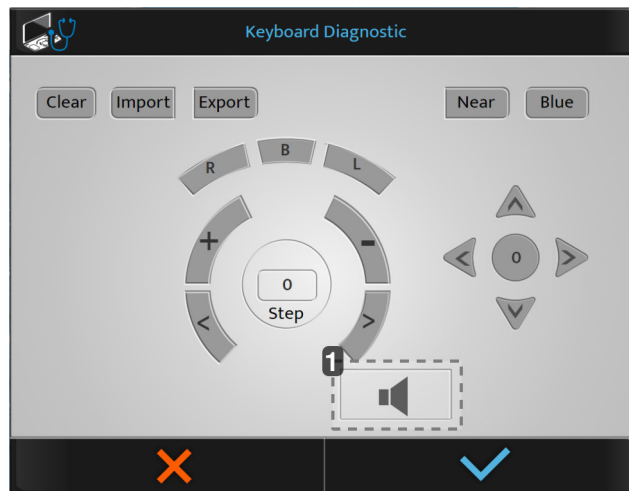 Keyboard Diagnostic
Clear Import Export Near Blue
R B L
+ -
0
0
Step
< >
1